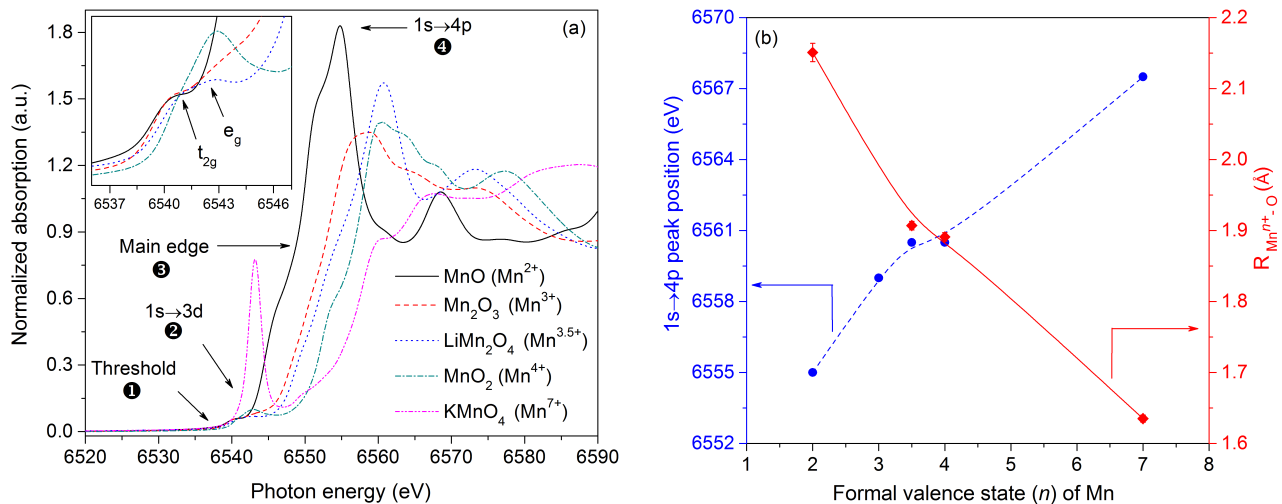 (a)
1s→4p
❹
t2g
eg
6537 6540 6543 6546
Main edge
❸
1s→3d
❷
Threshold
❶
MnO (Mn²⁺)
Mn₂O₃ (Mn³⁺)
LiMn₂O₄ (Mn³·⁵⁺)
MnO₂ (Mn⁴⁺)
KMnO₄ (Mn⁷⁺)
Normalized absorption (a.u.)
1.8
1.5
1.2
0.9
0.6
0.3
0.0
6520 6530 6540 6550 6560 6570 6580 6590
Photon energy (eV)
(b)
1s→4p peak position (eV)
6570
6567
6564
6561
6558
6555
6552
1 2 3 4 5 6 7 8
Formal valence state (n) of Mn
2.2
2.1
2.0
1.9
1.8
1.7
1.6
R Mnⁿ⁺- O (Å)